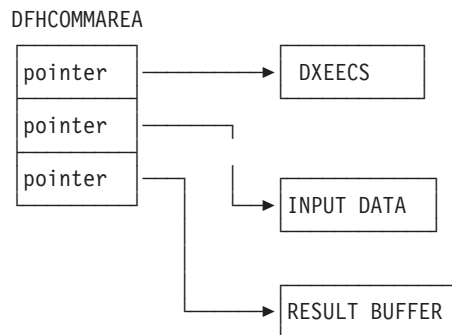 DFHCOMMAREA
pointer
DXEECS
pointer
pointer
INPUT DATA
RESULT BUFFER